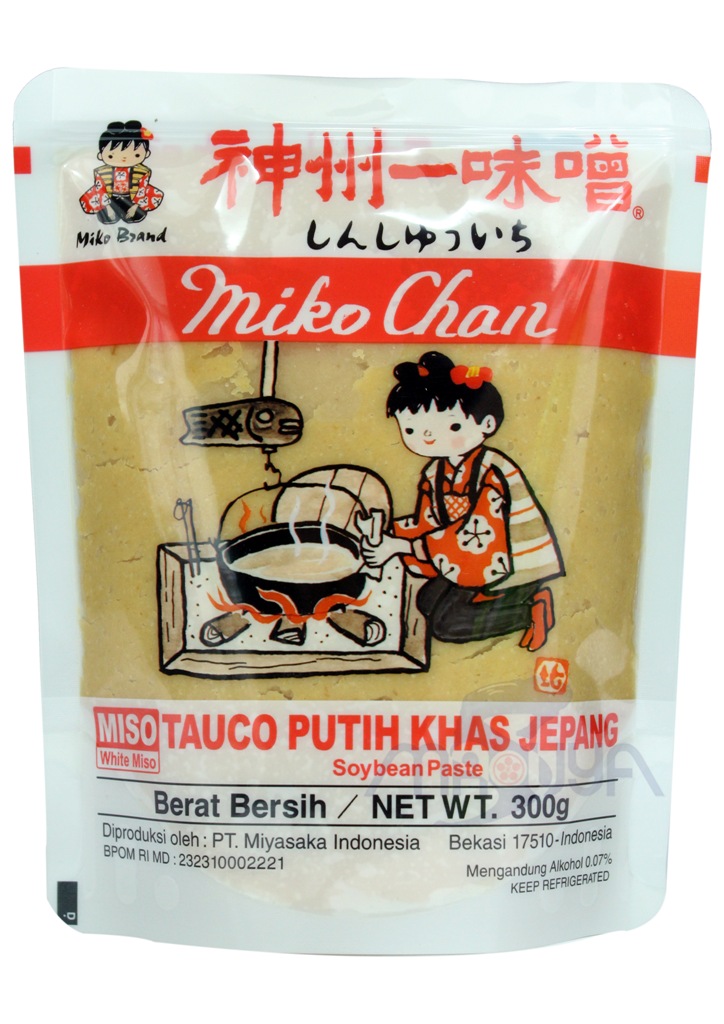 神州一味噌®
Miko Brand
しんしゅういち
Miko Chan
MISO
White Miso
TAUCO PUTIH KHAS JEPANG
Soybean Paste
Berat Bersih / NET WT. 300g
Diproduksi oleh : PT. Miyasaka Indonesia Bekasi 17510-Indonesia
BPOM RI MD : 232310002221
Mengandung Alkohol 0.07%
KEEP REFRIGERATED